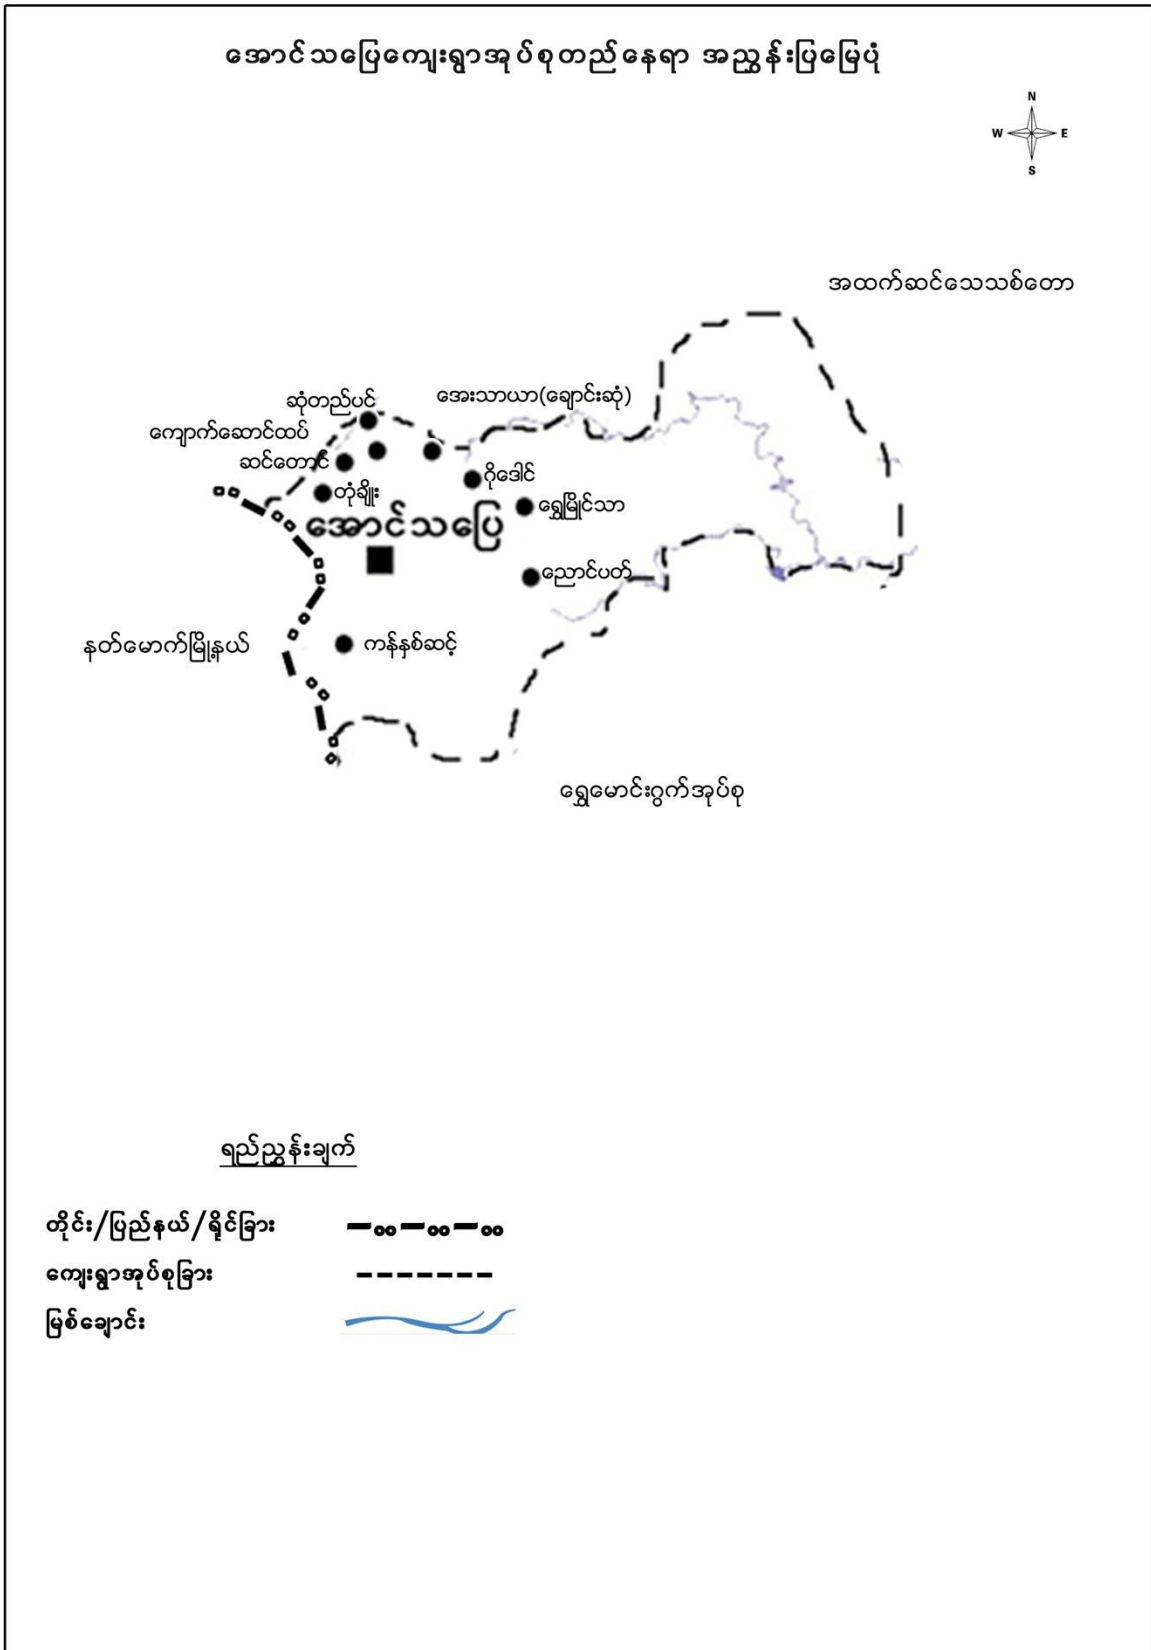 အောင်သပြေကျေးရွာအုပ်စုတည်နေရာ အညွှန်းပြမြေပုံ
N
W E
S
အထက်ဆင်သေသစ်တော
ဆုံတည်ပင်
အေးသာယာ(ချောင်းဆုံ)
ကျောက်ဆောင်ထပ်
ဆင်တောင်
ဂိုဒေါင်
တုံချိုး
ရွှေမြိုင်သာ
အောင်သပြေ
ညောင်ပတ်
နတ်မောက်မြို့နယ်
ကန်နှစ်ဆင့်
ရွှေမောင်းဂွက်အုပ်စု
ရည်ညွှန်းချက်
တိုင်း/ပြည်နယ်/ရိုင်ခြား
ကျေးရွာအုပ်စုခြား
မြစ်ချောင်း